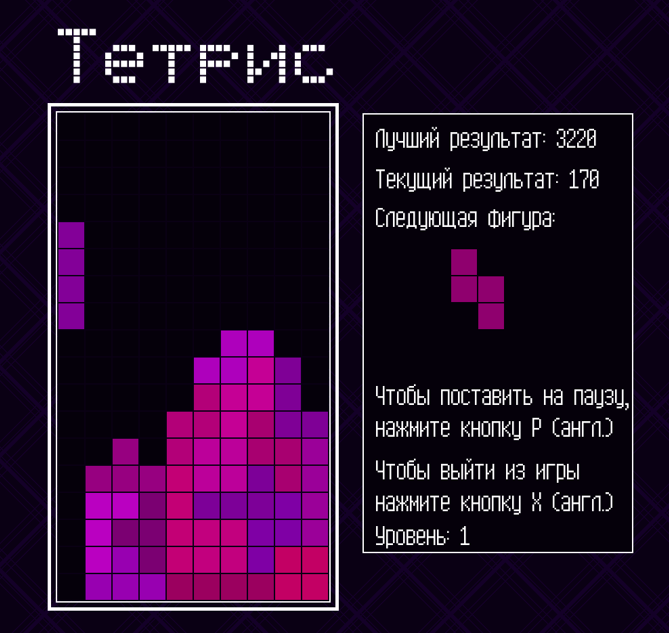 Тетрис
Лучший результат: 3220
Текущий результат: 170
Следующая фигура:
Чтобы поставить на паузу,
нажмите кнопку P (англ.)
Чтобы выйти из игры
нажмите кнопку X (англ.)
Уровень: 1